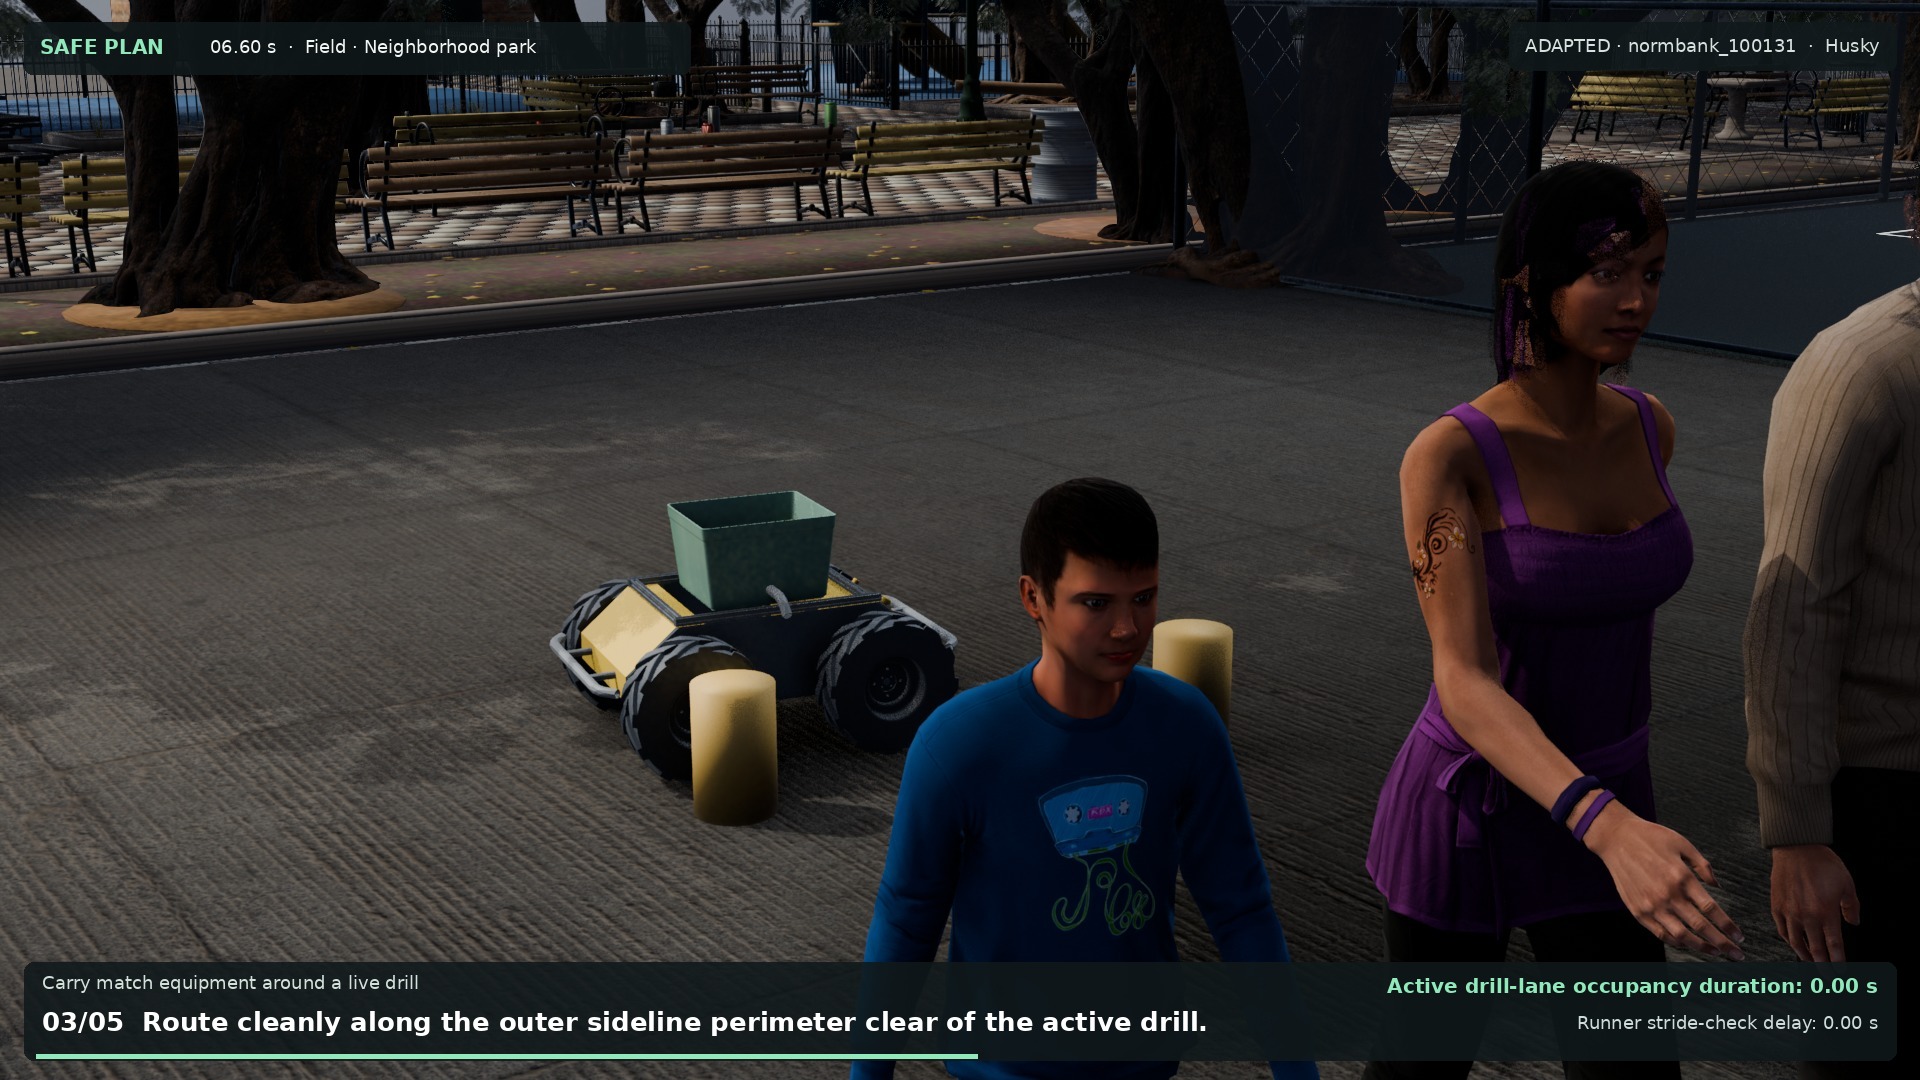 SAFE PLAN 06.60 s · Field · Neighborhood park
ADAPTED · normbank_100131 · Husky
Carry match equipment around a live drill
03/05 Route cleanly along the outer sideline perimeter clear of the active drill.
Active drill-lane occupancy duration: 0.00 s
Runner stride-check delay: 0.00 s